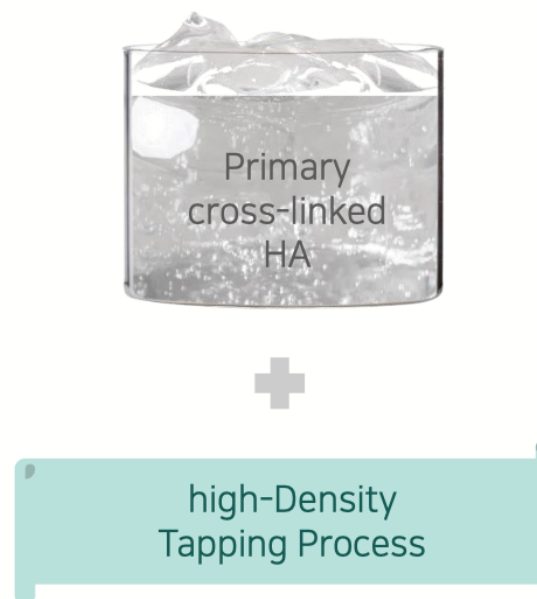 Primary
cross-linked
HA
high-Density
Tapping Process